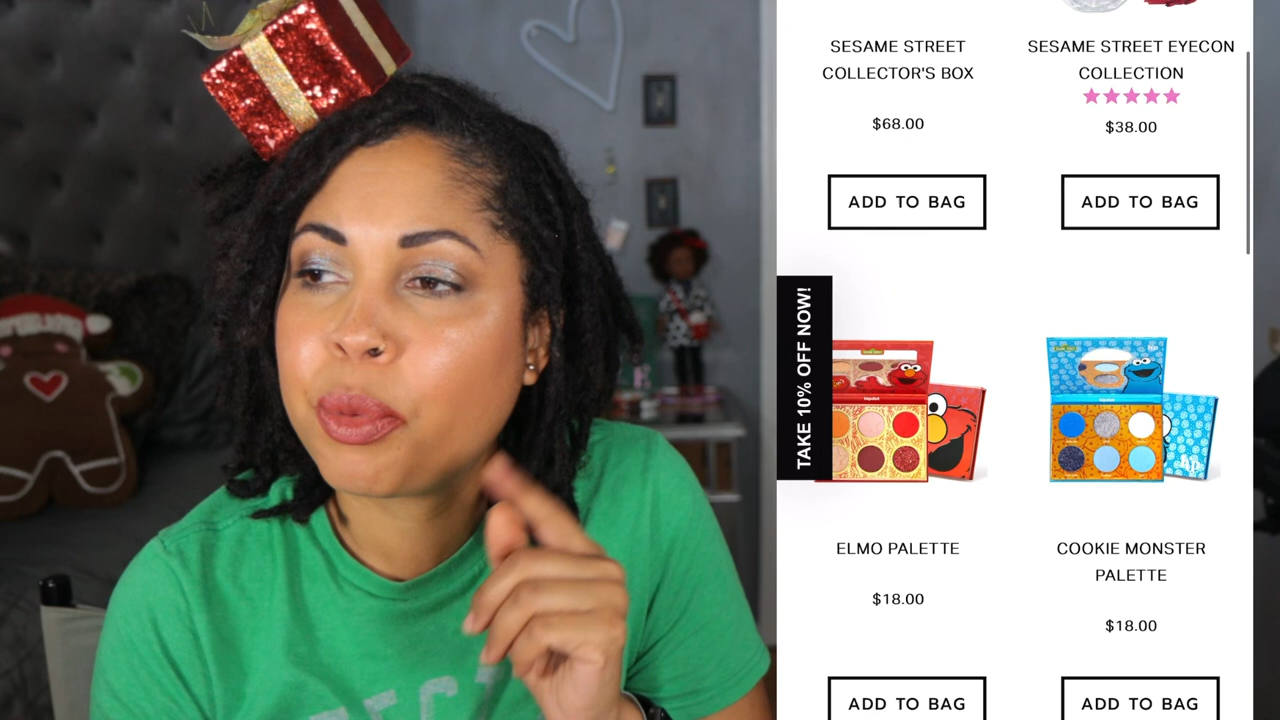 SESAME STREET
COLLECTOR'S BOX
$68.00
ADD TO BAG
SESAME STREET EYECON
COLLECTION
$38.00
ADD TO BAG
TAKE 10% OFF NOW!
ELMO PALETTE
$18.00
ADD TO BAG
COOKIE MONSTER
PALETTE
$18.00
ADD TO BAG